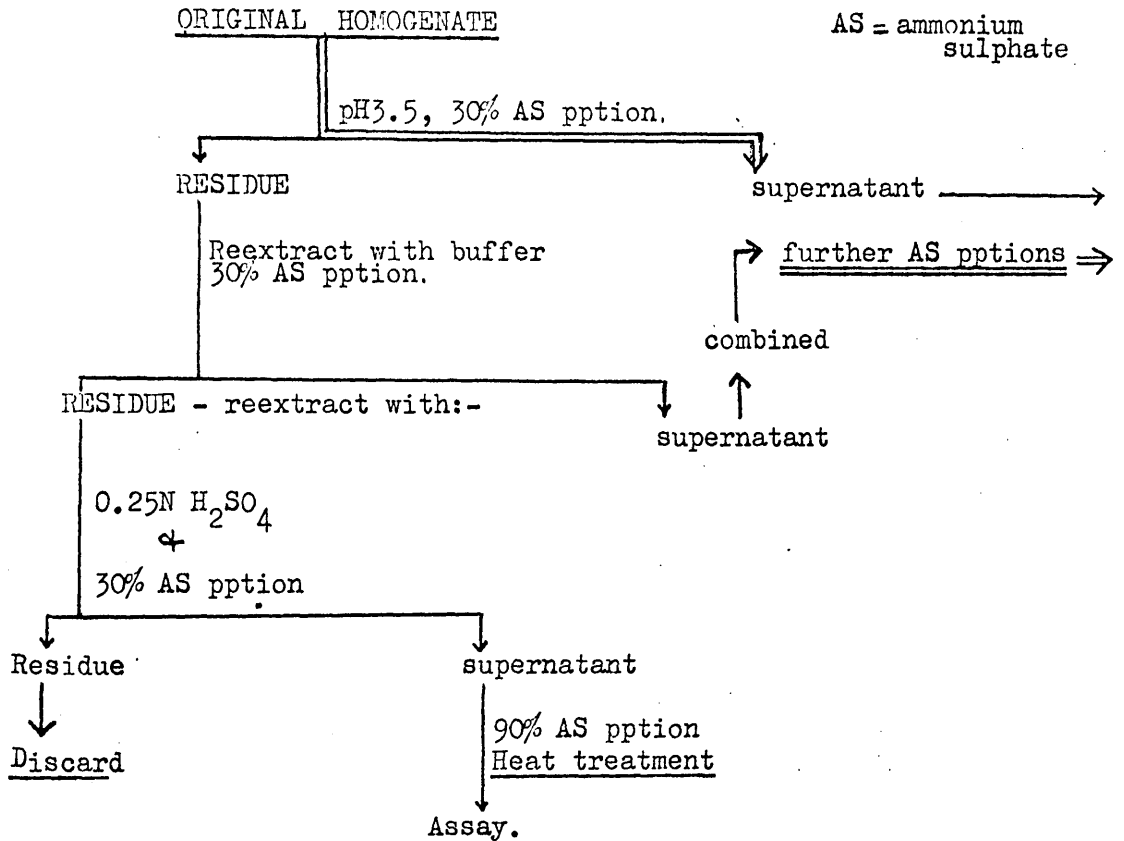 ORIGINAL HOMOGENATE
AS = ammonium
sulphate
pH3.5, 30% AS pption.
RESIDUE
supernatant
Reextract with buffer
30% AS pption.
further AS pptions
combined
RESIDUE - reextract with:-
supernatant
0.25N H2SO4
&
30% AS pption
Residue
supernatant
Discard
90% AS pption
Heat treatment
Assay.